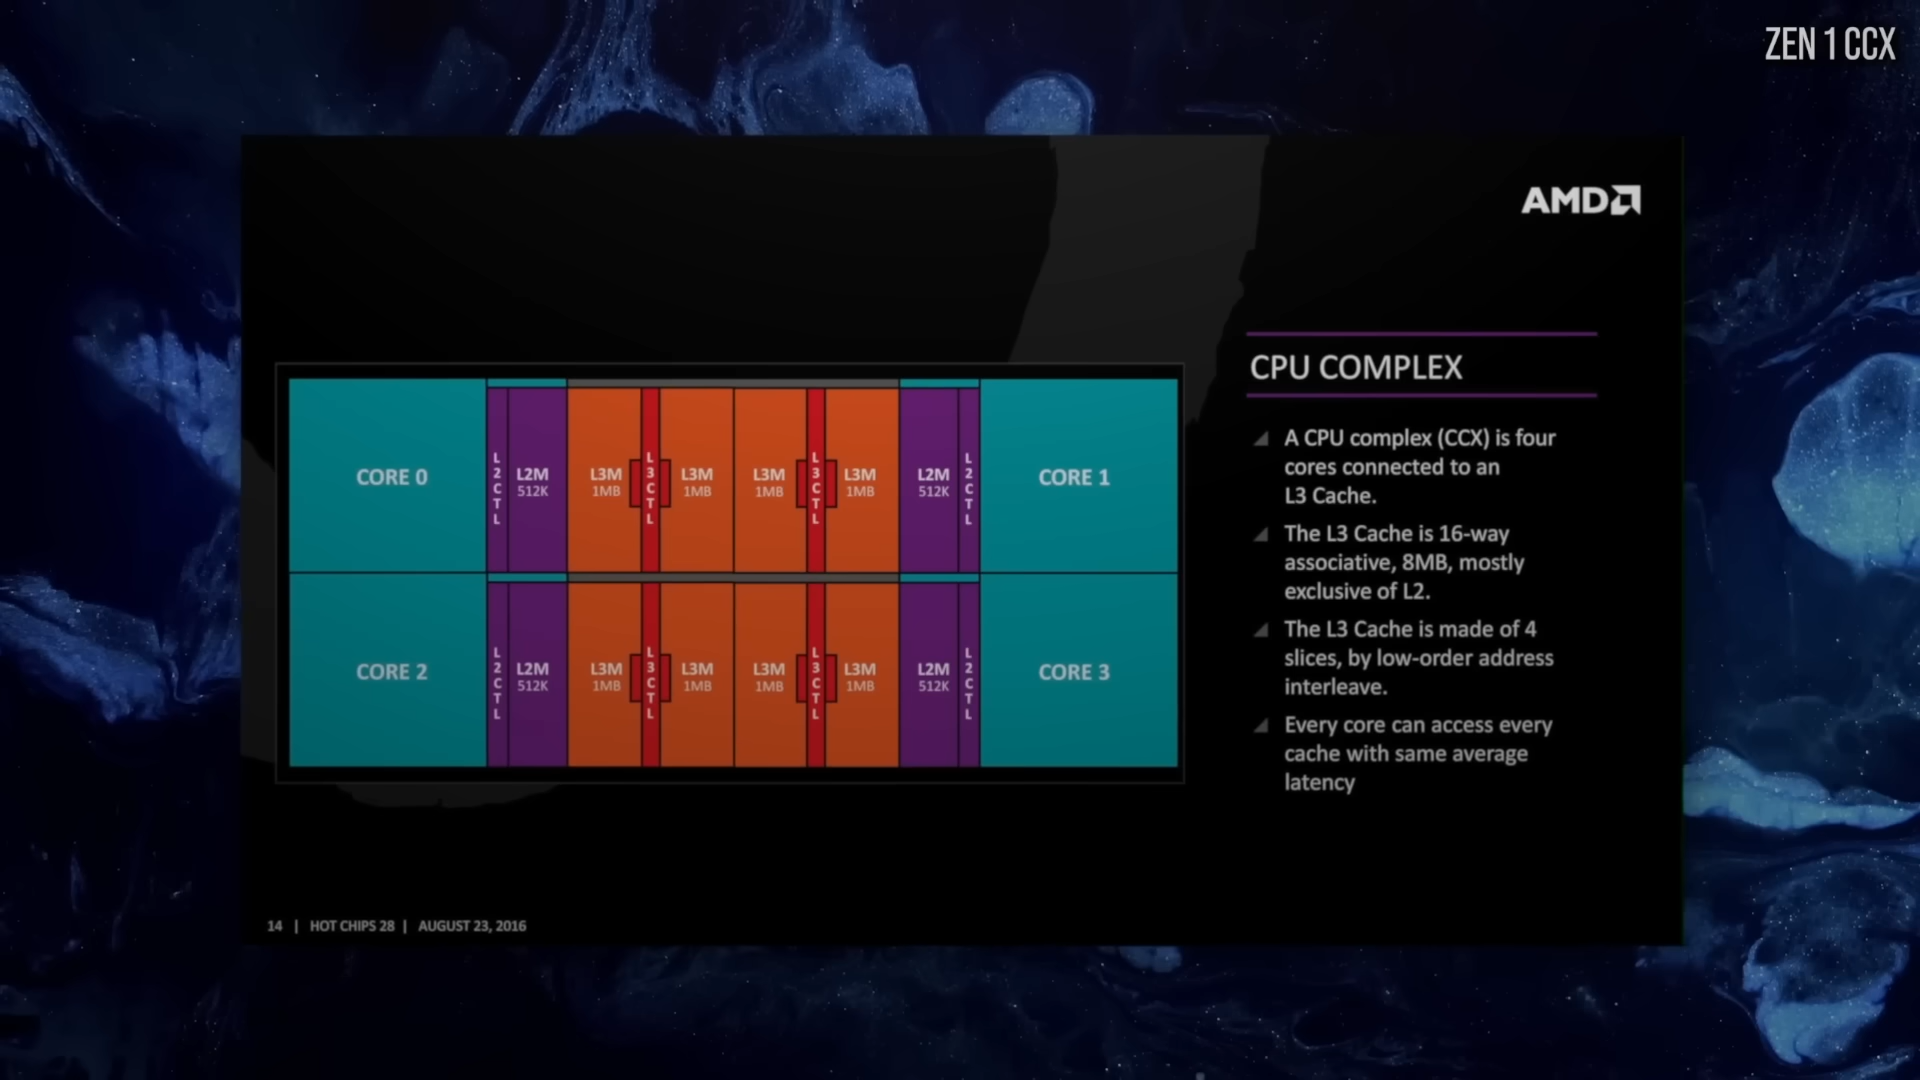 ZEN 1 CCX
AMD
CPU COMPLEX
A CPU complex (CCX) is four
cores connected to an
L3 Cache.
The L3 Cache is 16-way
associative, 8MB, mostly
exclusive of L2.
The L3 Cache is made of 4
slices, by low-order address
interleave.
Every core can access every
cache with same average
latency
CORE 0
L2CTL
L2M
512K
L3M
1MB
L3CTL
L3M
1MB
L3M
1MB
L3CTL
L3M
1MB
L2M
512K
L2CTL
CORE 1
CORE 2
L2CTL
L2M
512K
L3M
1MB
L3CTL
L3M
1MB
L3M
1MB
L3CTL
L3M
1MB
L2M
512K
L2CTL
CORE 3
14 | HOT CHIPS 28 | AUGUST 23, 2016